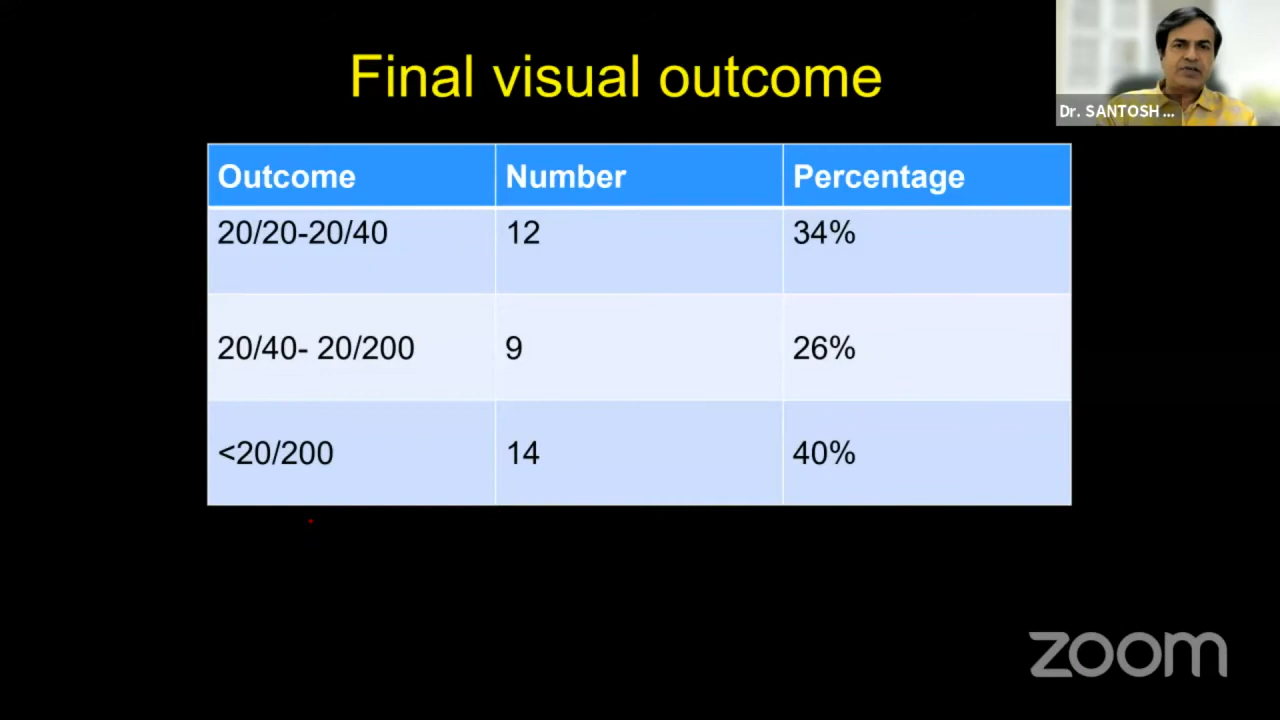 Final visual outcome
Dr. SANTOSH ...
Outcome Number Percentage
20/20-20/40 12 34%
20/40- 20/200 9 26%
<20/200 14 40%
zoom